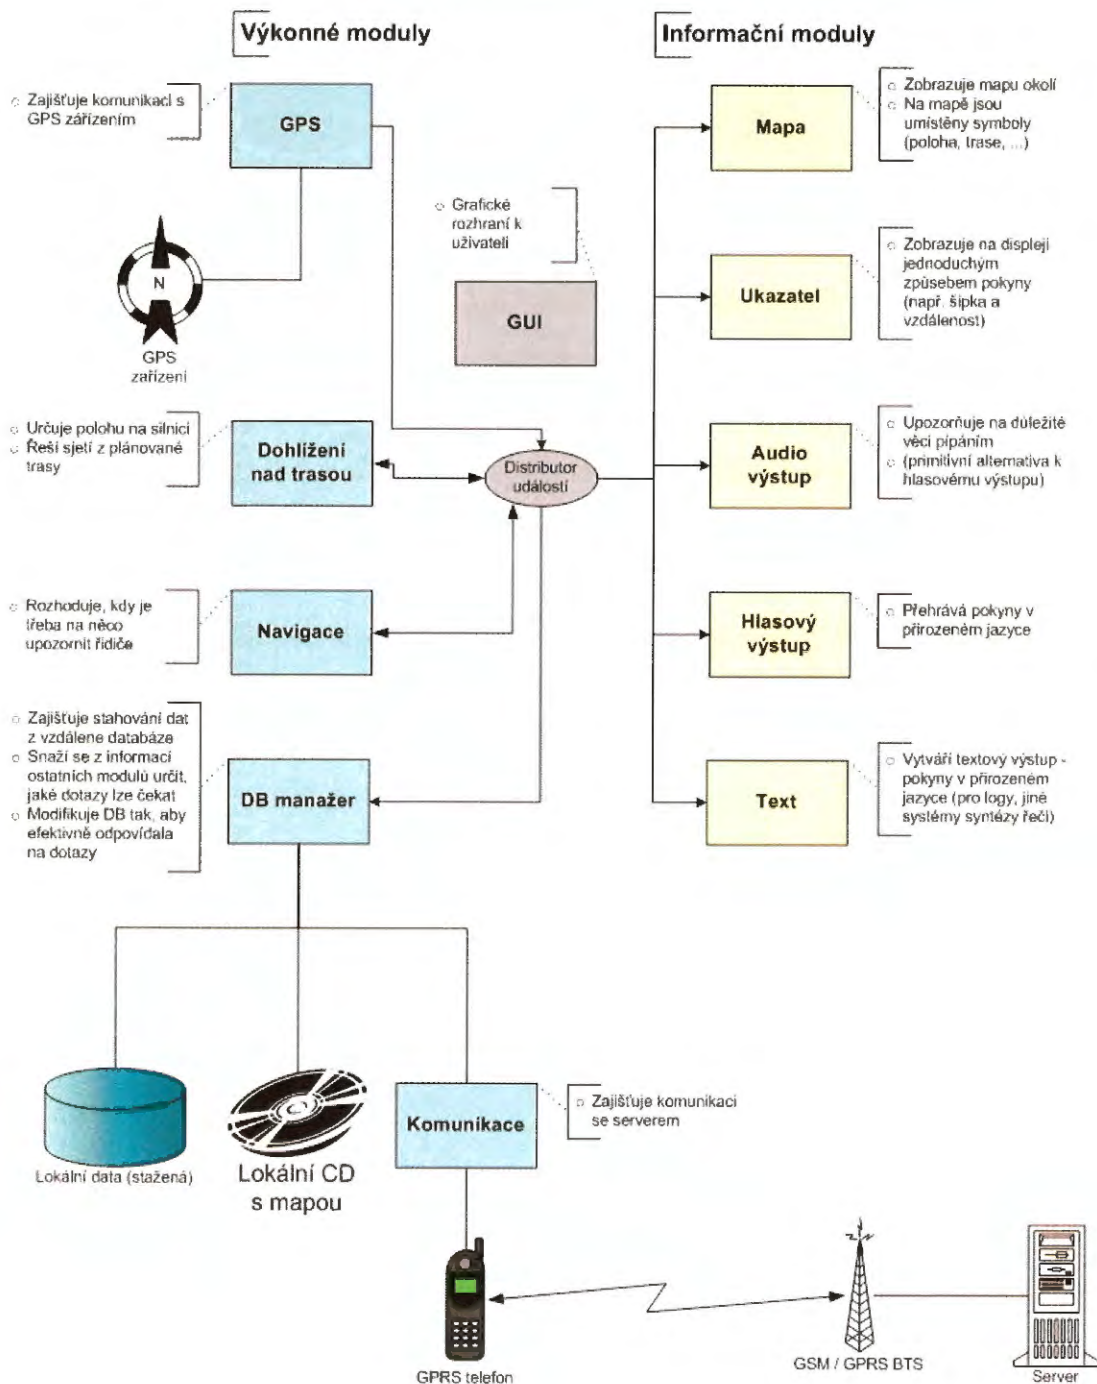 Výkonné moduly
Informační moduly
○ Zajišťuje komunikaci s
GPS zářízením
GPS
N
GPS
zařízení
○ Určuje polohu na silnici
○ Řeší sjetí z plánované
trasy
Dohlížení
nad trasou
○ Rozhoduje, kdy je
třeba na něco
upozornit řidiče
Navigace
○ Zajišťuje stahování dat
z vzdálene databáze
○ Snaží se z informací
ostatních modulů určit,
jaké dotazy lze čekat
○ Modifikuje DB tak, aby
efektivně odpovídala
na dotazy
DB manažer
○ Grafické
rozhraní k
uživateli
GUI
Distributor
událostí
Mapa
○ Zobrazuje mapu okolí
○ Na mapě jsou
umístěny symboly
(poloha, trase, ...)
Ukazatel
○ Zobrazuje na displeji
jednoduchým
způsebem pokyny
(např. šipka a
vzdálenost)
Audio
výstup
○ Upozorňuje na důležité
věci pípáním
○ (primitivní alternativa k
hlasovému výstupu)
Hlasový
výstup
○ Přehrává pokyny v
přirozeném jazyce
Text
○ Vytváří textový výstup -
pokyny v přirozeném
jazyce (pro logy, jiné
systémy syntézy řeči)
Lokální data (stažená)
Lokální CD
s mapou
Komunikace
○ Zajišťuje komunikaci
se serverem
GPRS telefon
GSM / GPRS BTS
Server